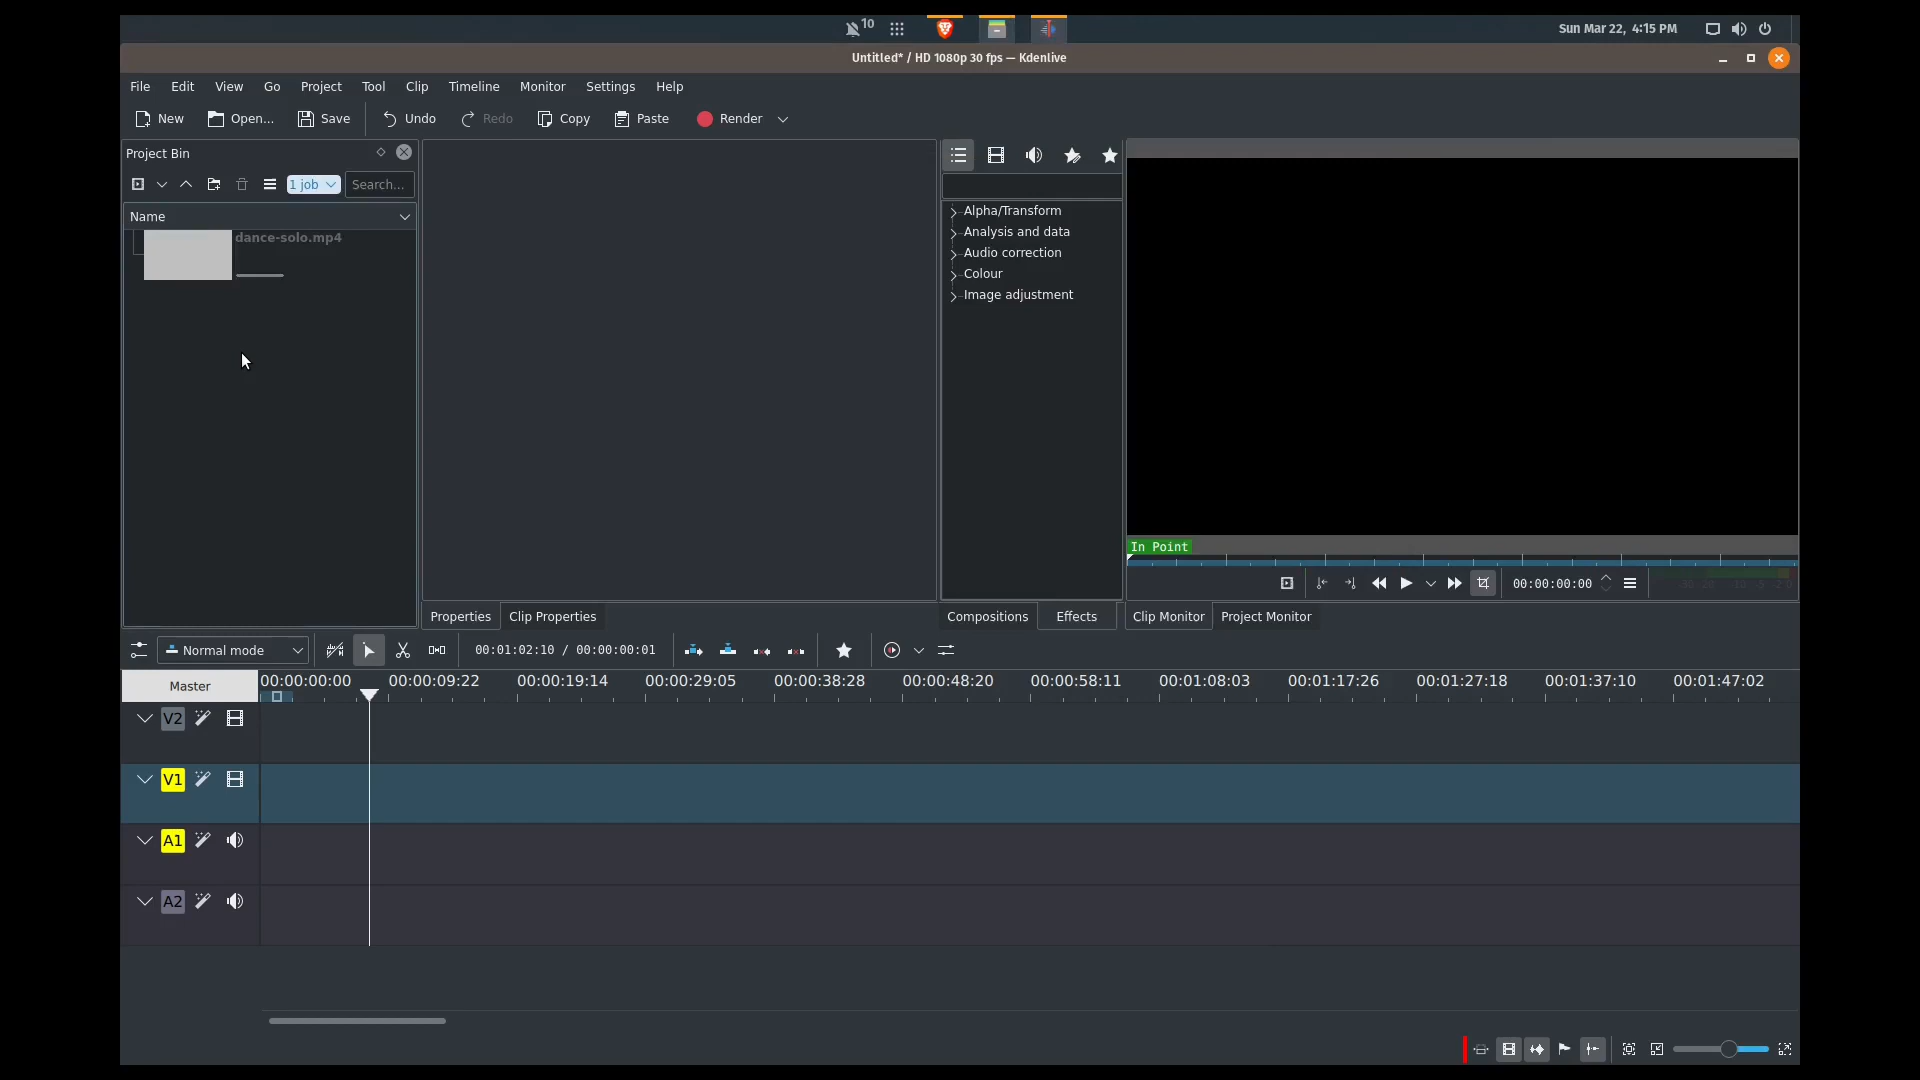 10
Sun Mar 22, 4:15 PM
Untitled* / HD 1080p 30 fps — Kdenlive
File Edit View Go Project Tool Clip Timeline Monitor Settings Help
New Open... Save Undo Redo Copy Paste Render
Project Bin
1 job Search...
Name
dance-solo.mp4
Alpha/Transform
Analysis and data
Audio correction
Colour
Image adjustment
In Point
00:00:00:00
Properties Clip Properties Compositions Effects Clip Monitor Project Monitor
Normal mode 00:01:02:10 / 00:00:00:01
Master 00:00:00:00 00:00:09:22 00:00:19:14 00:00:29:05 00:00:38:28 00:00:48:20 00:00:58:11 00:01:08:03 00:01:17:26 00:01:27:18 00:01:37:10 00:01:47:02
V2
V1
A1
A2